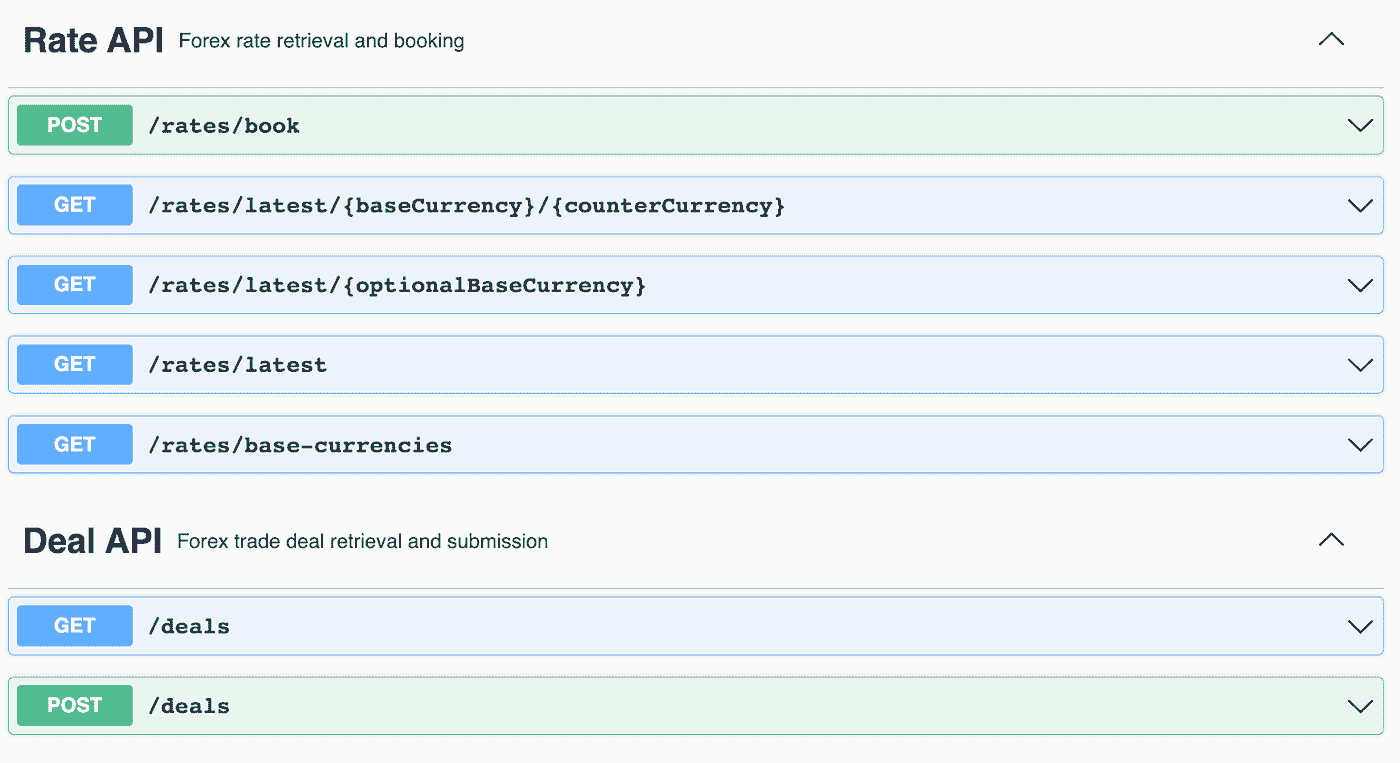 Rate API Forex rate retrieval and booking
POST /rates/book
GET /rates/latest/{baseCurrency}/{counterCurrency}
GET /rates/latest/{optionalBaseCurrency}
GET /rates/latest
GET /rates/base-currencies
Deal API Forex trade deal retrieval and submission
GET /deals
POST /deals